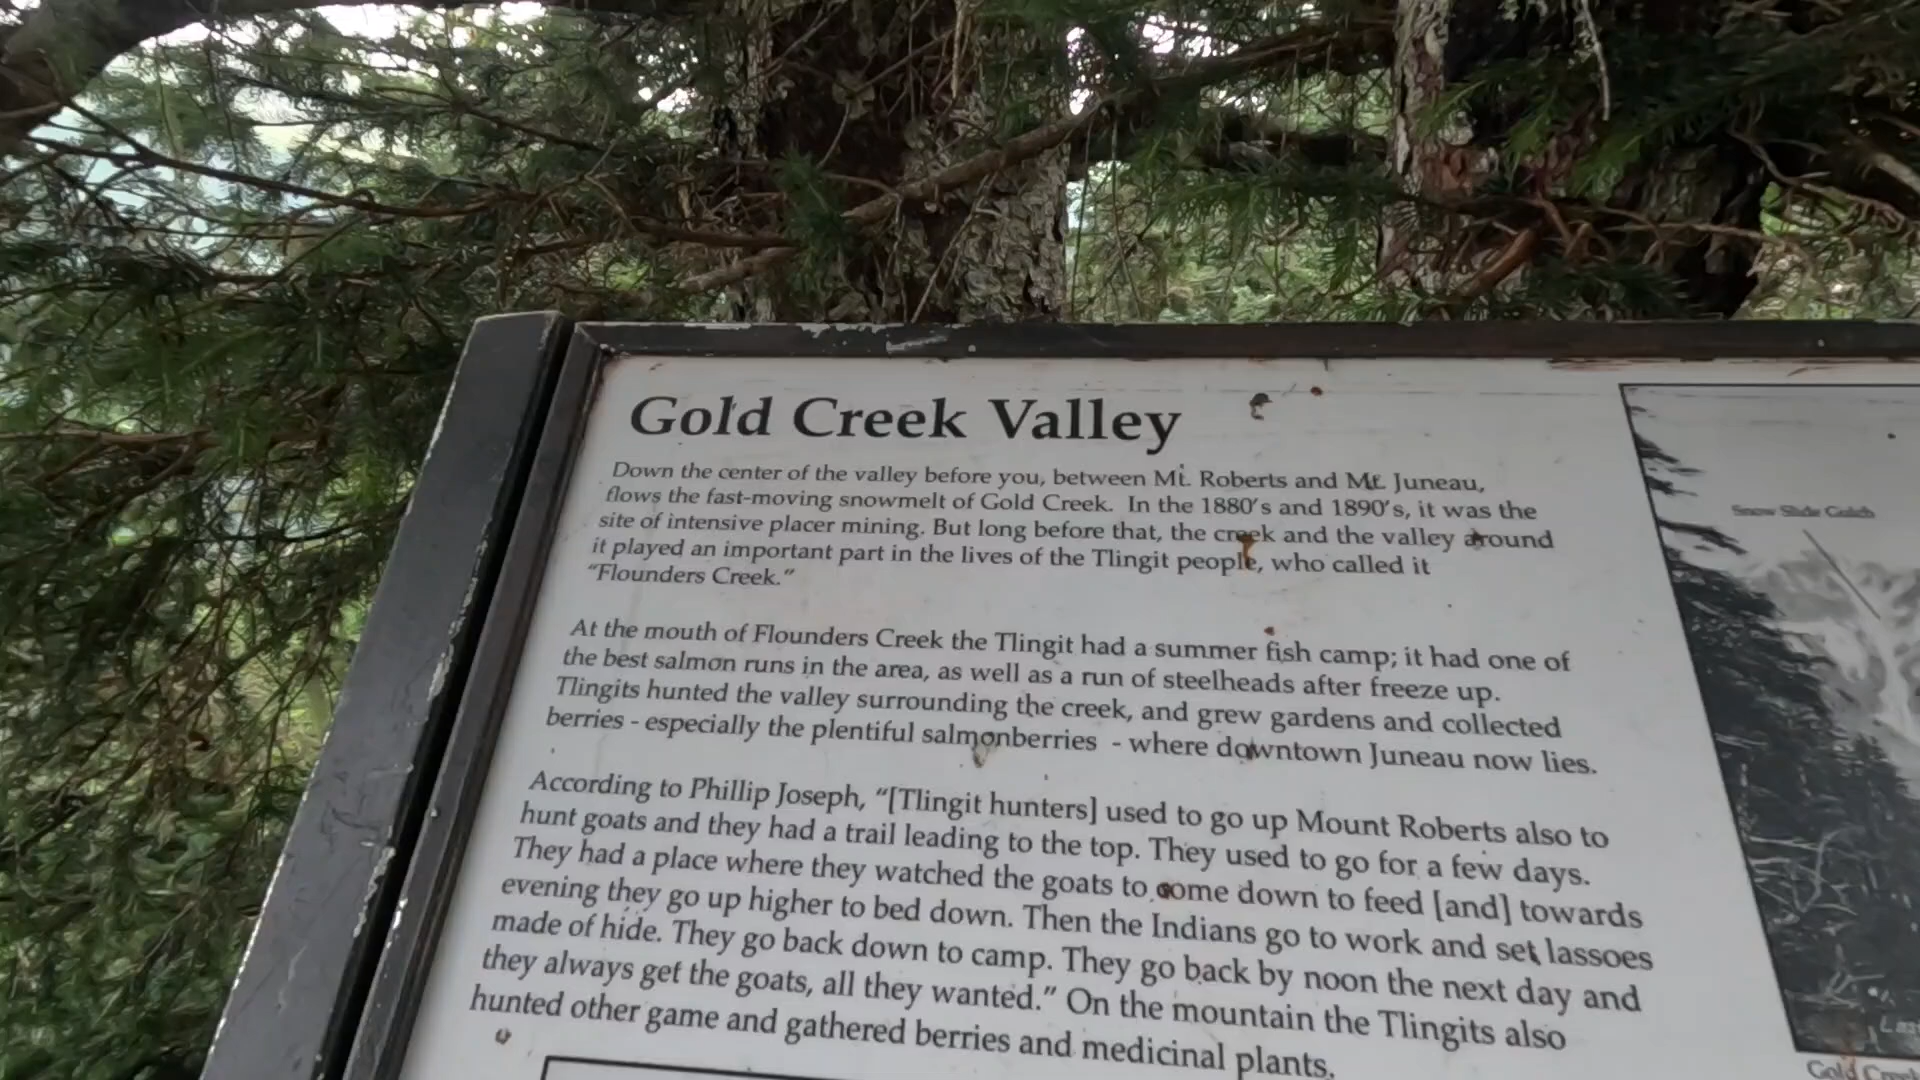 Gold Creek Valley
Down the center of the valley before you, between Mt. Roberts and Mt. Juneau,
flows the fast-moving snowmelt of Gold Creek. In the 1880's and 1890's, it was the
site of intensive placer mining. But long before that, the creek and the valley around
it played an important part in the lives of the Tlingit people, who called it
“Flounders Creek.”
At the mouth of Flounders Creek the Tlingit had a summer fish camp; it had one of
the best salmon runs in the area, as well as a run of steelheads after freeze up.
Tlingits hunted the valley surrounding the creek, and grew gardens and collected
berries - especially the plentiful salmonberries - where downtown Juneau now lies.
According to Phillip Joseph, “[Tlingit hunters] used to go up Mount Roberts also to
hunt goats and they had a trail leading to the top. They used to go for a few days.
They had a place where they watched the goats to come down to feed [and] towards
evening they go up higher to bed down. Then the Indians go to work and set lassoes
made of hide. They go back down to camp. They go back by noon the next day and
they always get the goats, all they wanted.” On the mountain the Tlingits also
hunted other game and gathered berries and medicinal plants.
Snow Slide Gulch
Gold Creek